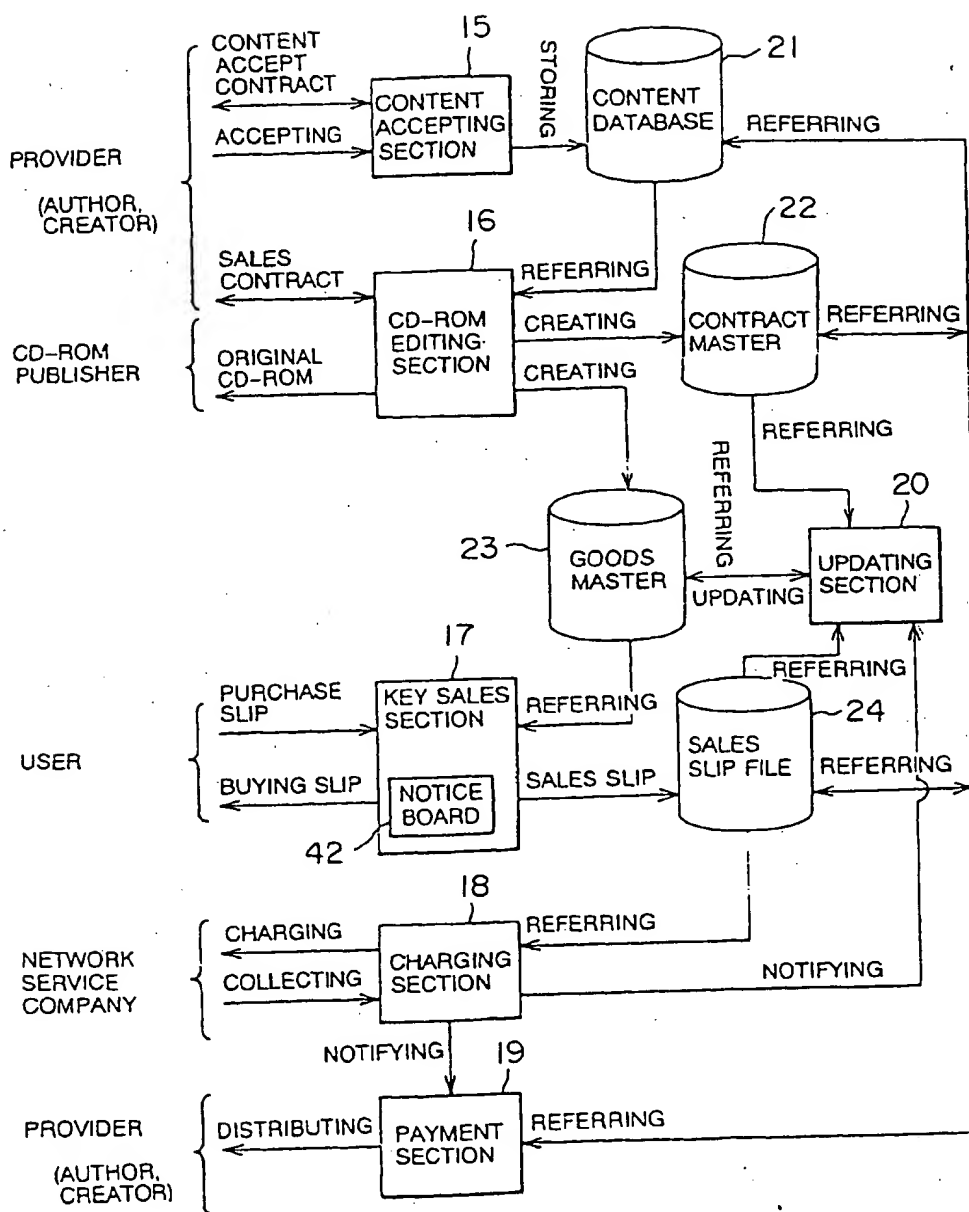 15
21
CONTENT
ACCEPT
CONTRACT
CONTENT
ACCEPTING
SECTION
STORING
CONTENT
DATABASE
REFERRING
ACCEPTING
PROVIDER
(AUTHOR,
CREATOR)
16
22
SALES
CONTRACT
REFERRING
CD-ROM
EDITING
SECTION
CREATING
CONTRACT
MASTER
REFERRING
CD-ROM
PUBLISHER
ORIGINAL
CD-ROM
CREATING
REFERRING
REFERRING
20
23
GOODS
MASTER
UPDATING
UPDATING
SECTION
17
REFERRING
PURCHASE
SLIP
KEY SALES
SECTION
REFERRING
24
USER
SALES
SLIP FILE
REFERRING
BUYING SLIP
NOTICE
BOARD
SALES SLIP
42
18
NETWORK
SERVICE
COMPANY
CHARGING
COLLECTING
CHARGING
SECTION
REFERRING
NOTIFYING
NOTIFYING
19
PROVIDER
(AUTHOR,
CREATOR)
DISTRIBUTING
PAYMENT
SECTION
REFERRING